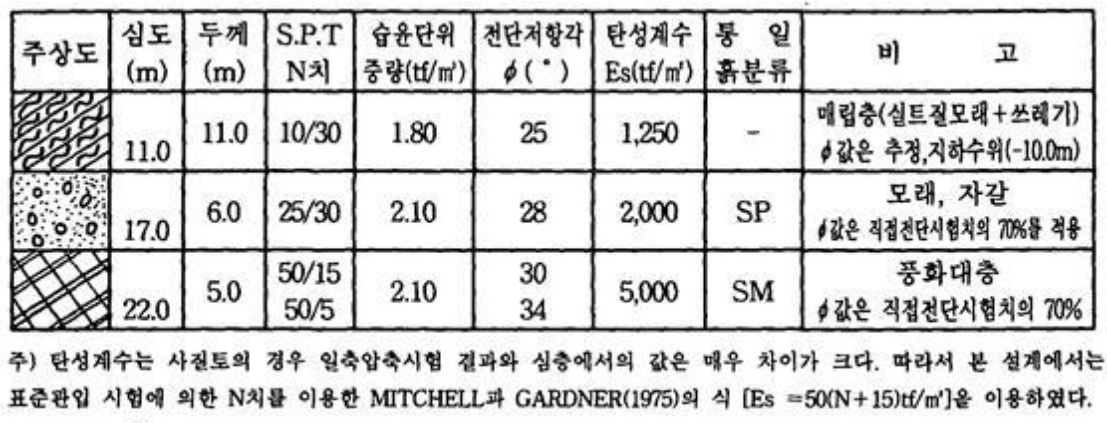 주상도 심도 두께 S.P.T 습윤단위 전단저항각 탄성계수 통 일 비 고
(m) (m) N치 중량(tf/㎥) ϕ ( ˚ ) Es(tf/㎡) 흙분류
11.0 11.0 10/30 1.80 25 1,250 - 매립층(실트질모래+쓰레기)
ϕ값은 추정,지하수위(-10.0m)
17.0 6.0 25/30 2.10 28 2,000 SP 모래, 자갈
ϕ값은 직접전단시험치의 70%를 적용
22.0 5.0 50/15 2.10 30 5,000 SM 풍화대층
50/5 34 ϕ값은 직접전단시험치의 70%
주) 탄성계수는 사질토의 경우 일축압축시험 결과와 심층에서의 값은 매우 차이가 크다. 따라서 본 설계에서는
표준관입 시험에 의한 N치를 이용한 MITCHELL과 GARDNER(1975)의 식 [Es =50(N+15)tf/㎡]을 이용하였다.